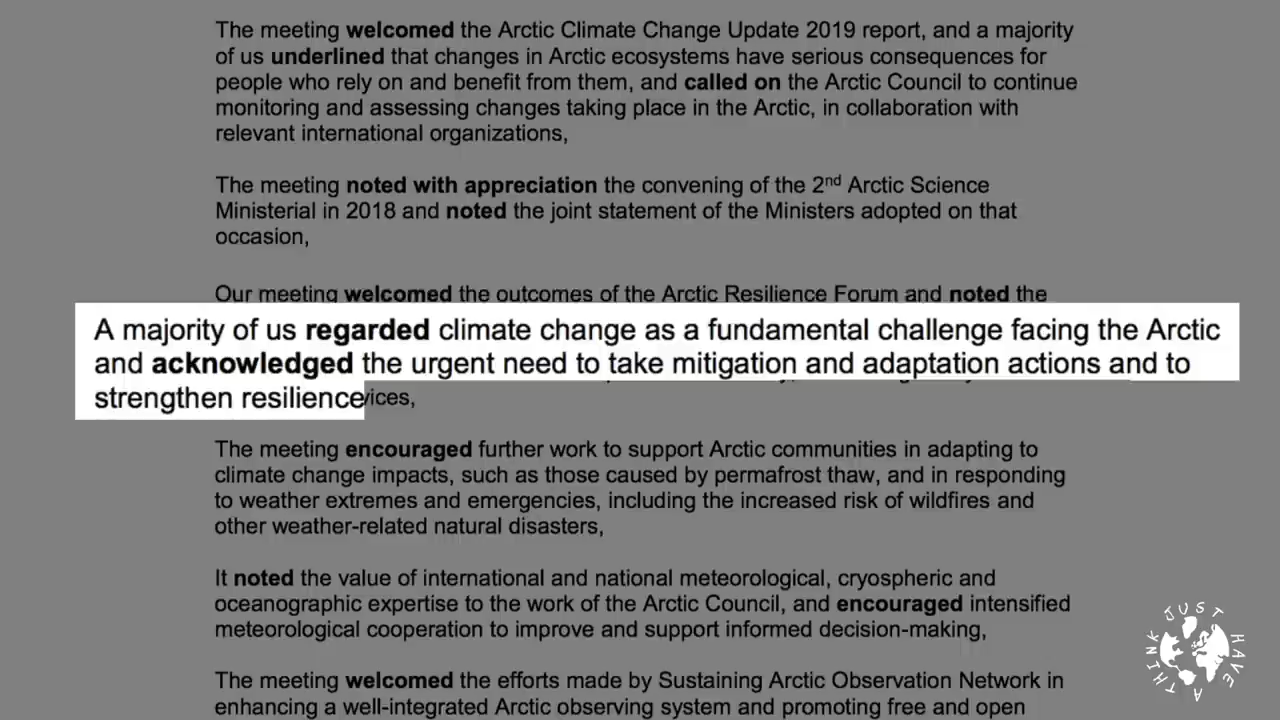 The meeting welcomed the Arctic Climate Change Update 2019 report, and a majority
of us underlined that changes in Arctic ecosystems have serious consequences for
people who rely on and benefit from them, and called on the Arctic Council to continue
monitoring and assessing changes taking place in the Arctic, in collaboration with
relevant international organizations,
The meeting noted with appreciation the convening of the 2nd Arctic Science
Ministerial in 2018 and noted the joint statement of the Ministers adopted on that
occasion,
Our meeting welcomed the outcomes of the Arctic Resilience Forum and noted the
A majority of us regarded climate change as a fundamental challenge facing the Arctic
and acknowledged the urgent need to take mitigation and adaptation actions and to
strengthen resilience
The meeting encouraged further work to support Arctic communities in adapting to
climate change impacts, such as those caused by permafrost thaw, and in responding
to weather extremes and emergencies, including the increased risk of wildfires and
other weather-related natural disasters,
It noted the value of international and national meteorological, cryospheric and
oceanographic expertise to the work of the Arctic Council, and encouraged intensified
meteorological cooperation to improve and support informed decision-making,
The meeting welcomed the efforts made by Sustaining Arctic Observation Network in
enhancing a well-integrated Arctic observing system and promoting free and open
JUST HAVE A THINK